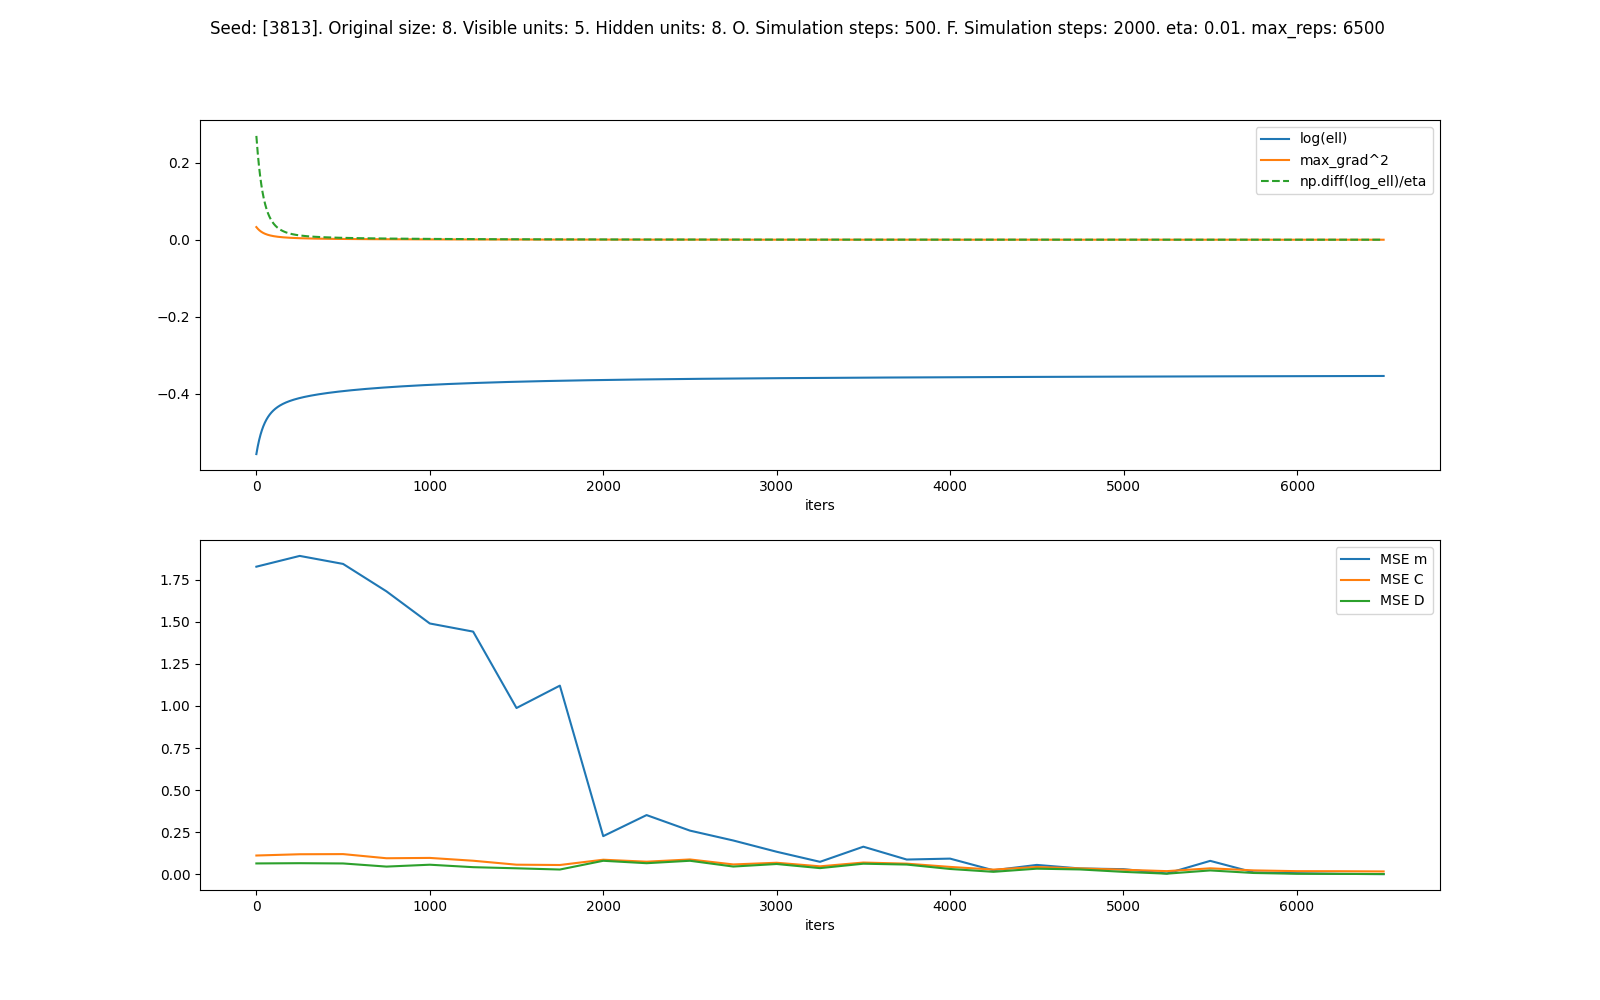 Seed: [3813]. Original size: 8. Visible units: 5. Hidden units: 8. O. Simulation steps: 500. F. Simulation steps: 2000. eta: 0.01. max_reps: 6500
log(ell)
max_grad^2
np.diff(log_ell)/eta
0.2
0.0
−0.2
−0.4
0 1000 2000 3000 4000 5000 6000
iters
MSE m
MSE C
MSE D
1.75
1.50
1.25
1.00
0.75
0.50
0.25
0.00
0 1000 2000 3000 4000 5000 6000
iters